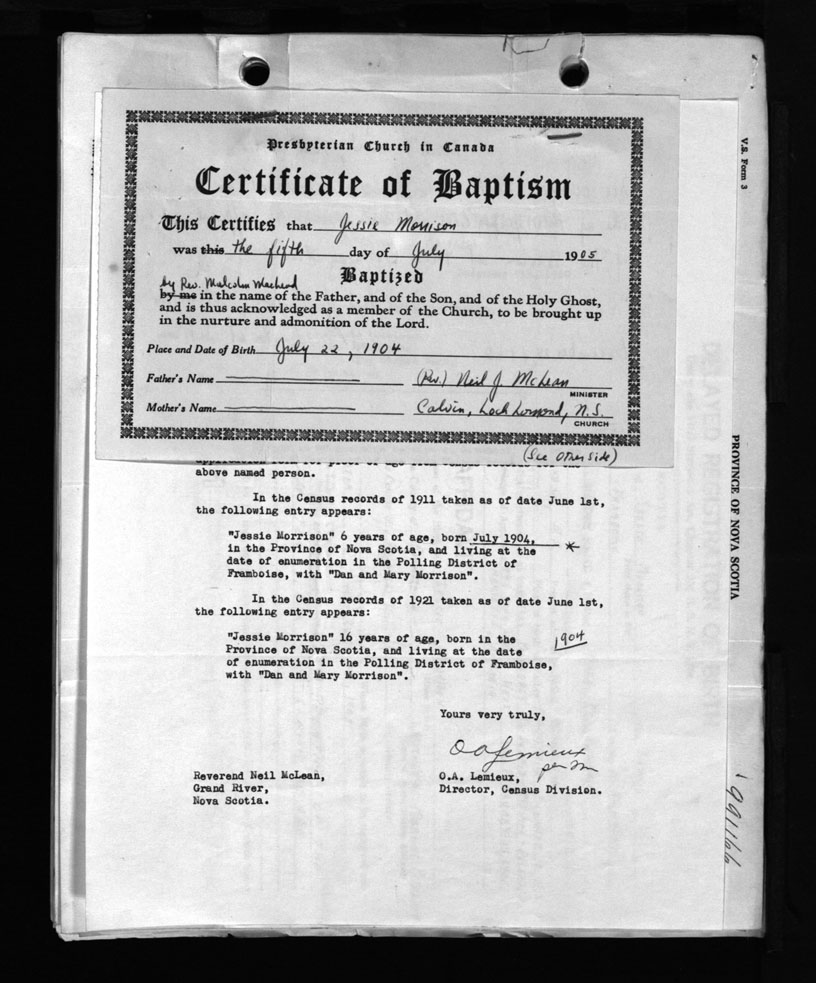 Presbyterian Church in Canada
Certificate of Baptism
This Certifies that Jessie Morrison
was this the fifth day of July 1905
Baptized
by Rev. Malcolm
by me in the name of the Father, and of the Son, and of the Holy Ghost,
and is thus acknowledged as a member of the Church, to be brought up
in the nurture and admonition of the Lord.
Place and Date of Birth July 22, 1904
Father's Name (Rev.) Neil J. McLean
MINISTER
Mother's Name Calvin, Loch Lomond, N.S.
CHURCH
(See Other Side)
above named person.
In the Census records of 1911 taken as of date June 1st,
the following entry appears:
"Jessie Morrison" 6 years of age, born July 1904,
in the Province of Nova Scotia, and living at the
date of enumeration in the Polling District of
Framboise, with "Dan and Mary Morrison".
In the Census records of 1921 taken as of date June 1st,
the following entry appears:
"Jessie Morrison" 16 years of age, born in the
Province of Nova Scotia, and living at the date
of enumeration in the Polling District of Framboise,
with "Dan and Mary Morrison".
1904
Yours very truly,
O A Lemieux
per
Reverend Neil McLean,
Grand River,
Nova Scotia.
O.A. Lemieux,
Director, Census Division.
V.S. Form 3
PROVINCE OF NOVA SCOTIA